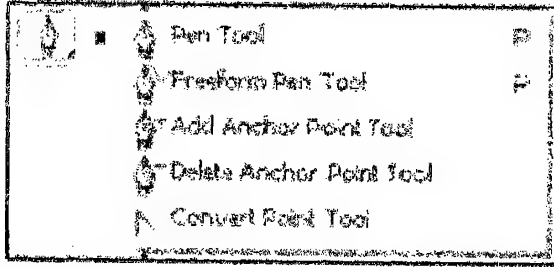 Pen Tool P
Freeform Pen Tool P
Add Anchor Point Tool
Delete Anchor Point Tool
Convert Point Tool